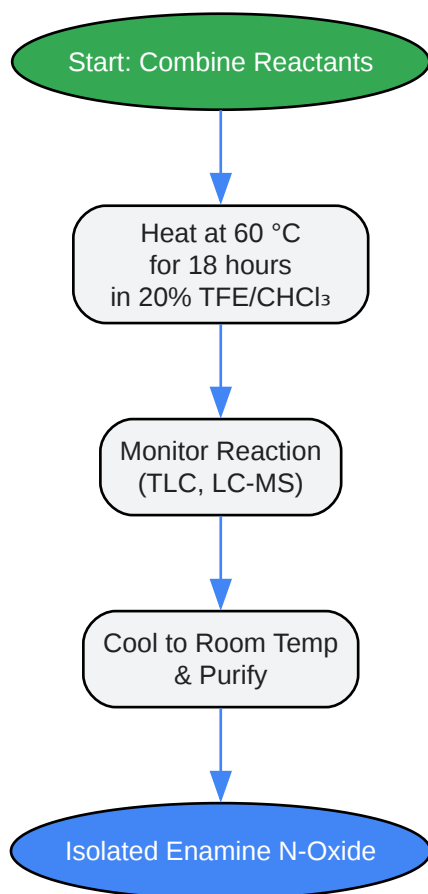 Start: Combine Reactants
Heat at 60 °C
for 18 hours
in 20% TFE/CHCl₃
Monitor Reaction
(TLC, LC-MS)
Cool to Room Temp
& Purify
Isolated Enamine N-Oxide